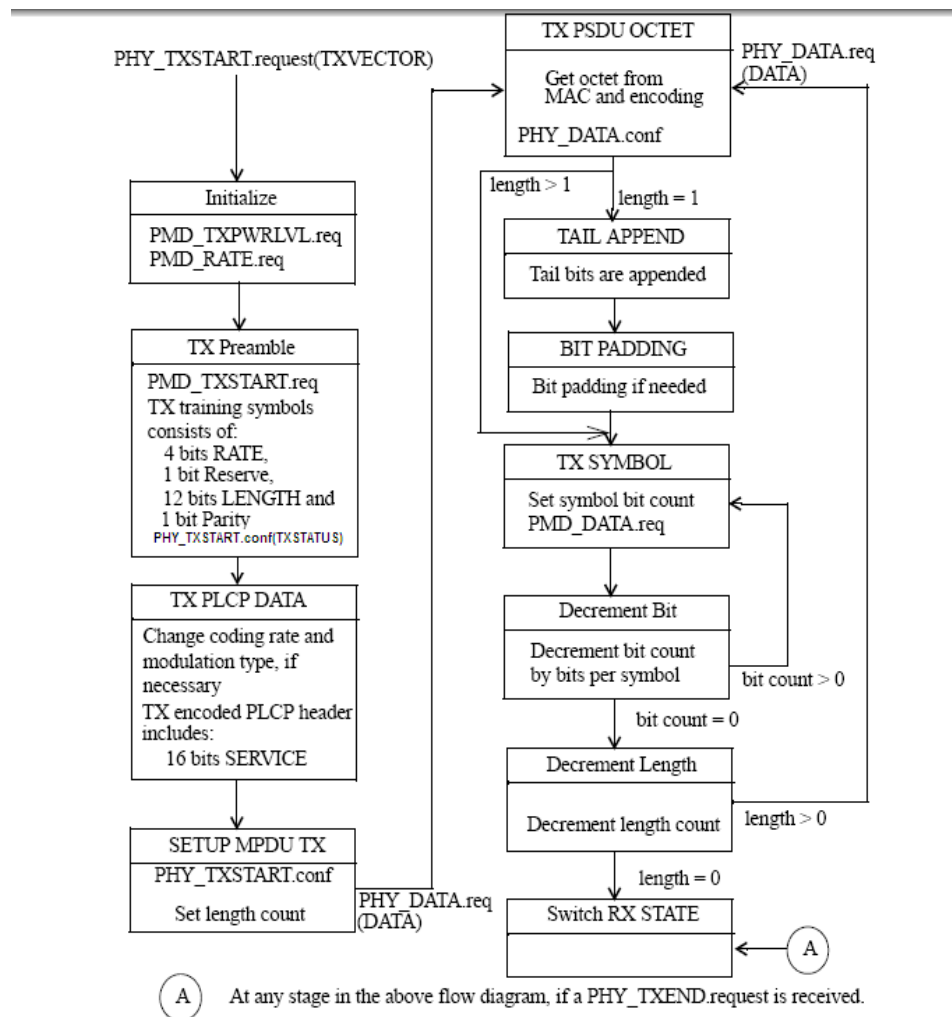 PHY_TXSTART.request(TXVECTOR)
Initialize
PMD_TXPWRLVL.req
PMD_RATE.req
TX Preamble
PMD_TXSTART.req
TX training symbols
consists of:
4 bits RATE,
1 bit Reserve,
12 bits LENGTH and
1 bit Parity
PHY_TXSTART.conf(TXSTATUS)
TX PLCP DATA
Change coding rate and
modulation type, if
necessary
TX encoded PLCP header
includes:
16 bits SERVICE
SETUP MPDU TX
PHY_TXSTART.conf
Set length count
PHY_DATA.req
(DATA)
TX PSDU OCTET
Get octet from
MAC and encoding
PHY_DATA.conf
PHY_DATA.req
(DATA)
length > 1
length = 1
TAIL APPEND
Tail bits are appended
BIT PADDING
Bit padding if needed
TX SYMBOL
Set symbol bit count
PMD_DATA.req
Decrement Bit
Decrement bit count
by bits per symbol
bit count > 0
bit count = 0
Decrement Length
Decrement length count
length > 0
length = 0
Switch RX STATE
A
A At any stage in the above flow diagram, if a PHY_TXEND.request is received.